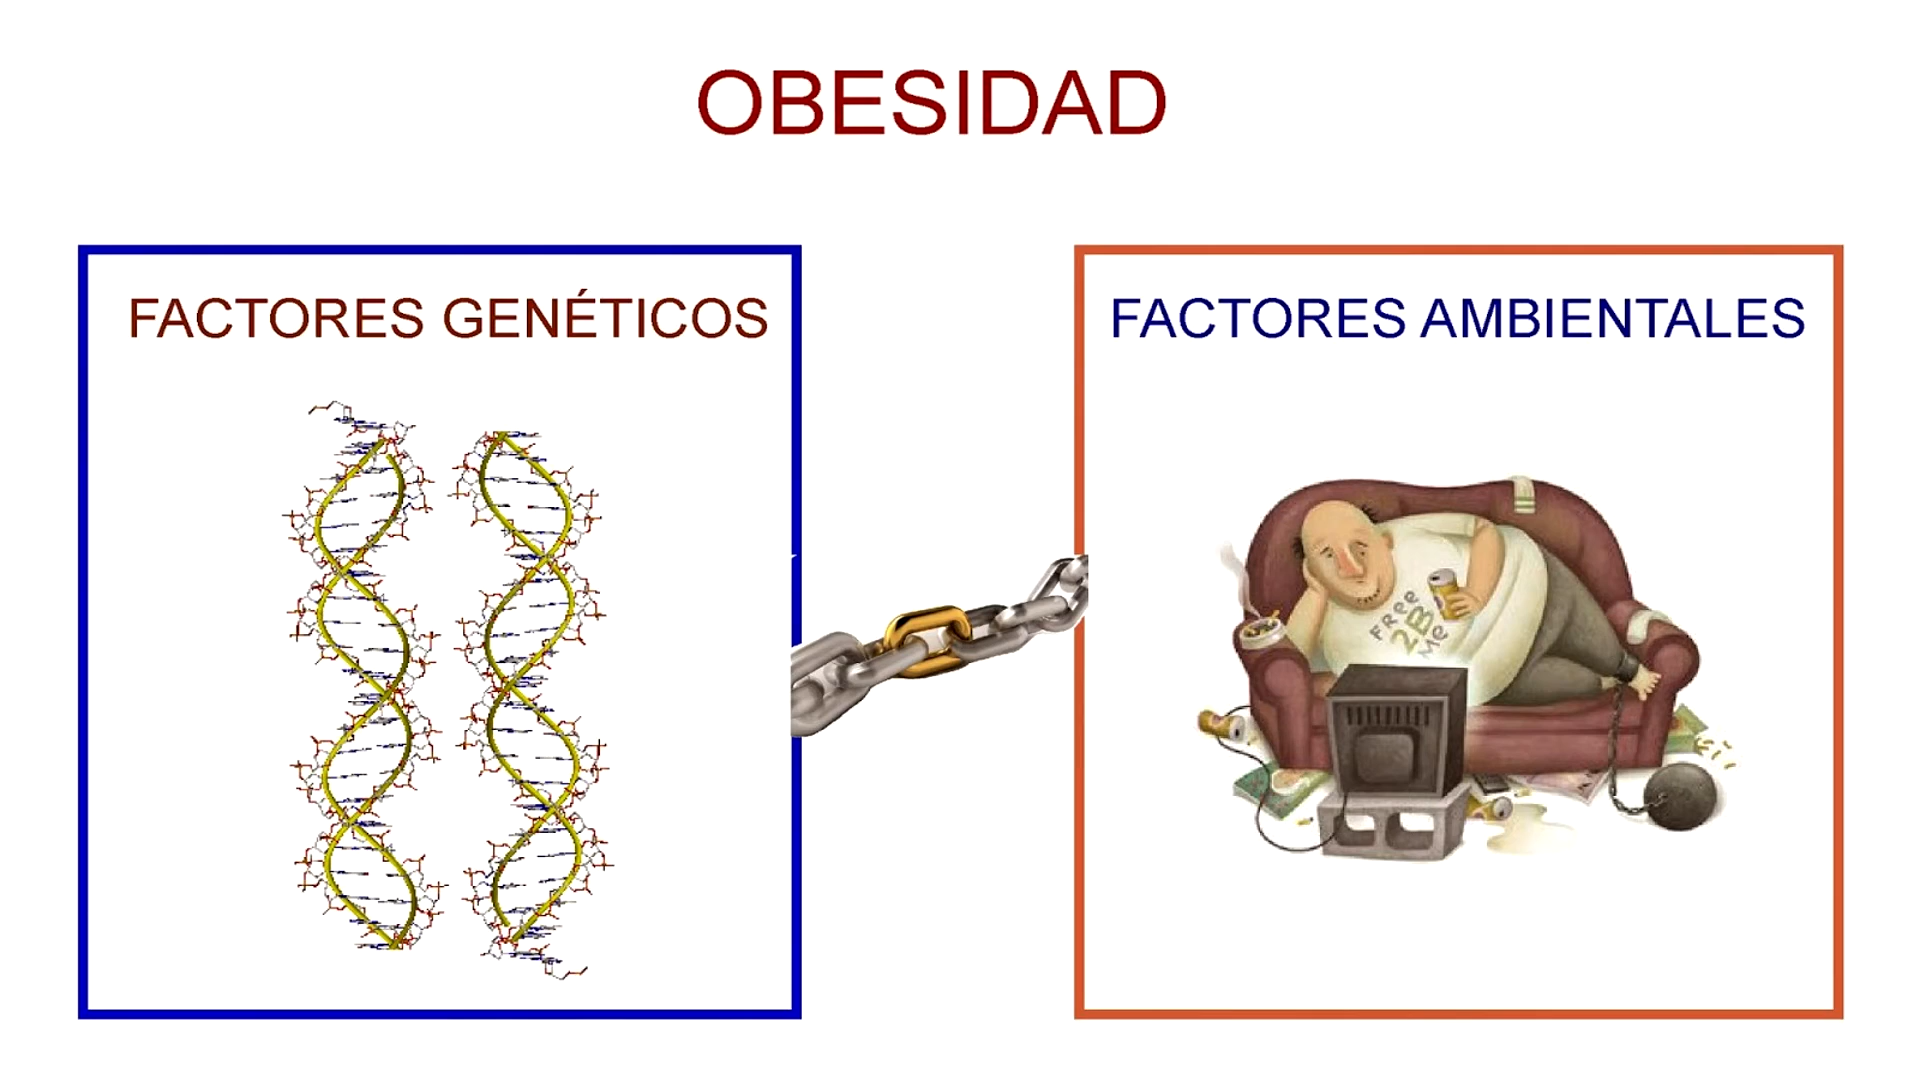 OBESIDAD
FACTORES GENÉTICOS
FACTORES AMBIENTALES
FREE
2B
Me